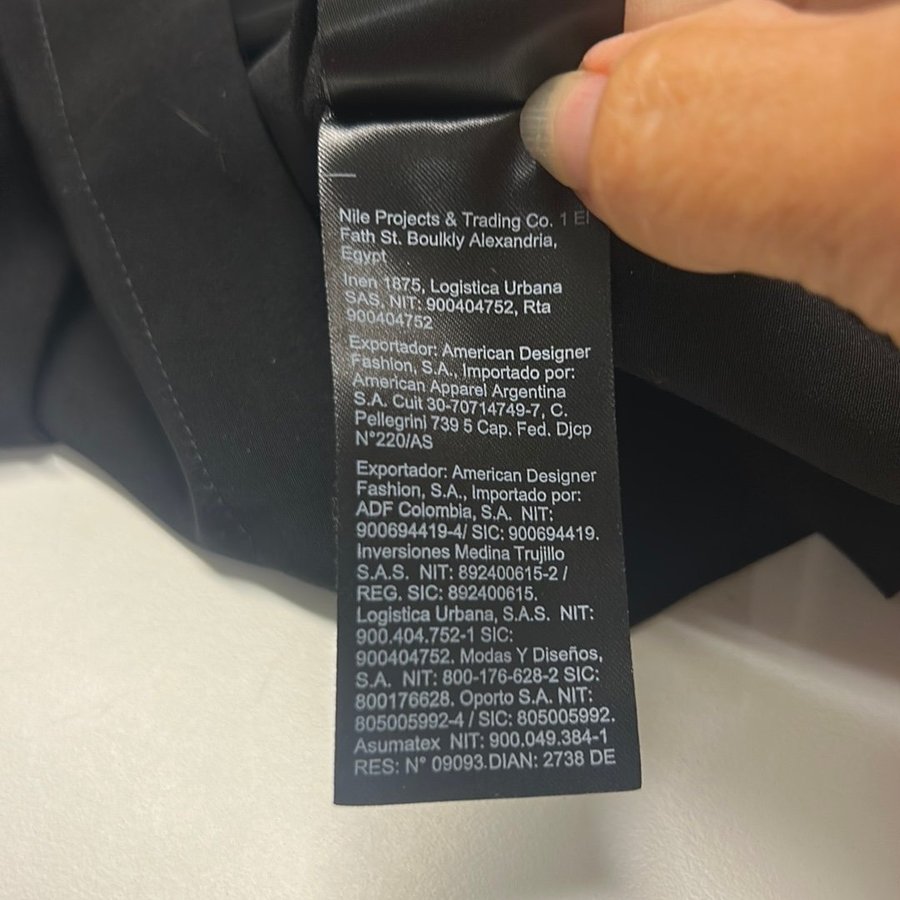 Nile Projects & Trading Co. 1 El
Fath St. Boulkly Alexandria,
Egypt
Inen 1875, Logistica Urbana
SAS, NIT: 900404752, Rta
900404752
Exportador: American Designer
Fashion, S.A., Importado por:
American Apparel Argentina
S.A. Cuit 30-70714749-7, C.
Pellegrini 739 5 Cap. Fed. Djcp
N°220/AS
Exportador: American Designer
Fashion, S.A., Importado por:
ADF Colombia, S.A. NIT:
900694419-4/ SIC: 900694419.
Inversiones Medina Trujillo
S.A.S. NIT: 892400615-2 /
REG. SIC: 892400615.
Logistica Urbana, S.A.S. NIT:
900.404.752-1 SIC:
900404752. Modas Y Diseños,
S.A. NIT: 800-176-628-2 SIC:
800176628. Oporto S.A. NIT:
805005992-4 / SIC: 805005992.
Asumatex NIT: 900.049.384-1
RES: N° 09093.DIAN: 2738 DE